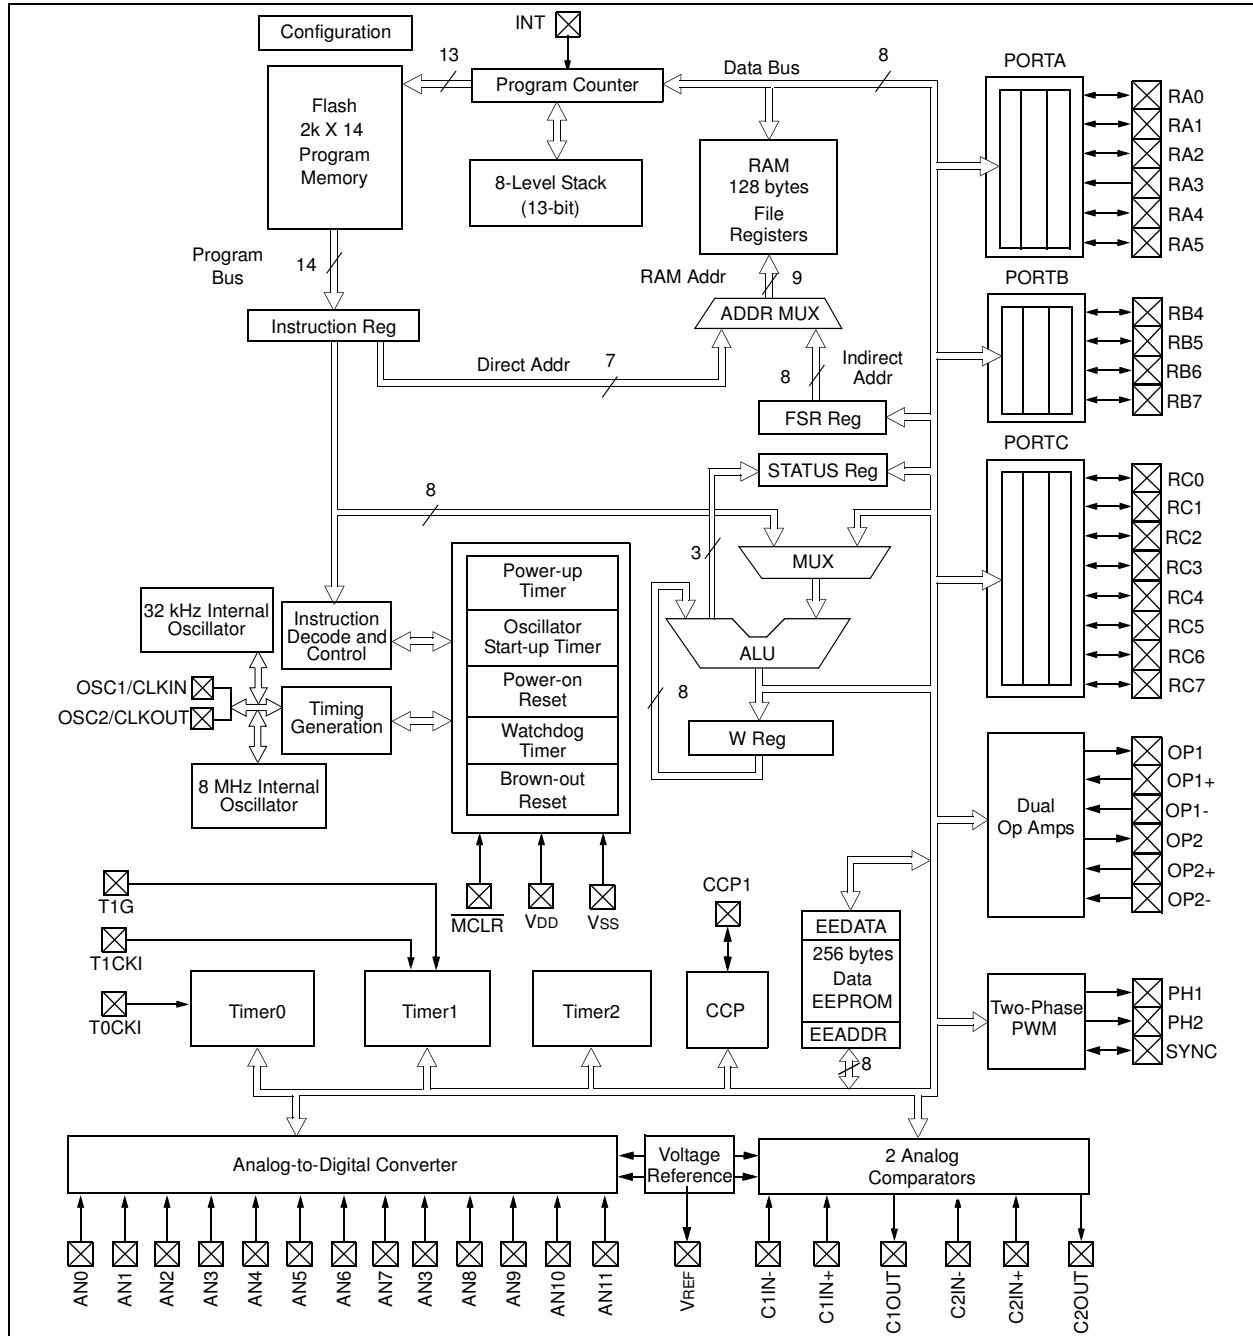 INT
Configuration
13
Data Bus
8
PORTA
Program Counter
Flash
2k X 14
Program
Memory
8-Level Stack
(13-bit)
RAM
128 bytes
File
Registers
RA0
RA1
RA2
RA3
RA4
RA5
Program
Bus
14
RAM Addr
9
PORTB
Instruction Reg
ADDR MUX
RB4
RB5
RB6
RB7
Direct Addr
7
8
Indirect
Addr
FSR Reg
PORTC
STATUS Reg
8
RC0
RC1
RC2
RC3
RC4
RC5
RC6
RC7
3
MUX
Power-up
Timer
Oscillator
Start-up Timer
Power-on
Reset
Watchdog
Timer
Brown-out
Reset
32 kHz Internal
Oscillator
Instruction
Decode and
Control
ALU
OSC1/CLKIN
OSC2/CLKOUT
Timing
Generation
8
W Reg
8 MHz Internal
Oscillator
Dual
Op Amps
OP1
OP1+
OP1-
OP2
OP2+
OP2-
T1G
MCLR
VDD
VSS
CCP1
T1CKI
T0CKI
Timer0
Timer1
Timer2
CCP
EEDATA
256 bytes
Data
EEPROM
EEADDR
8
Two-Phase
PWM
PH1
PH2
SYNC
Analog-to-Digital Converter
Voltage
Reference
2 Analog
Comparators
AN0
AN1
AN2
AN3
AN4
AN5
AN6
AN7
AN3
AN8
AN9
AN10
AN11
VREF
C1IN-
C1IN+
C1OUT
C2IN-
C2IN+
C2OUT